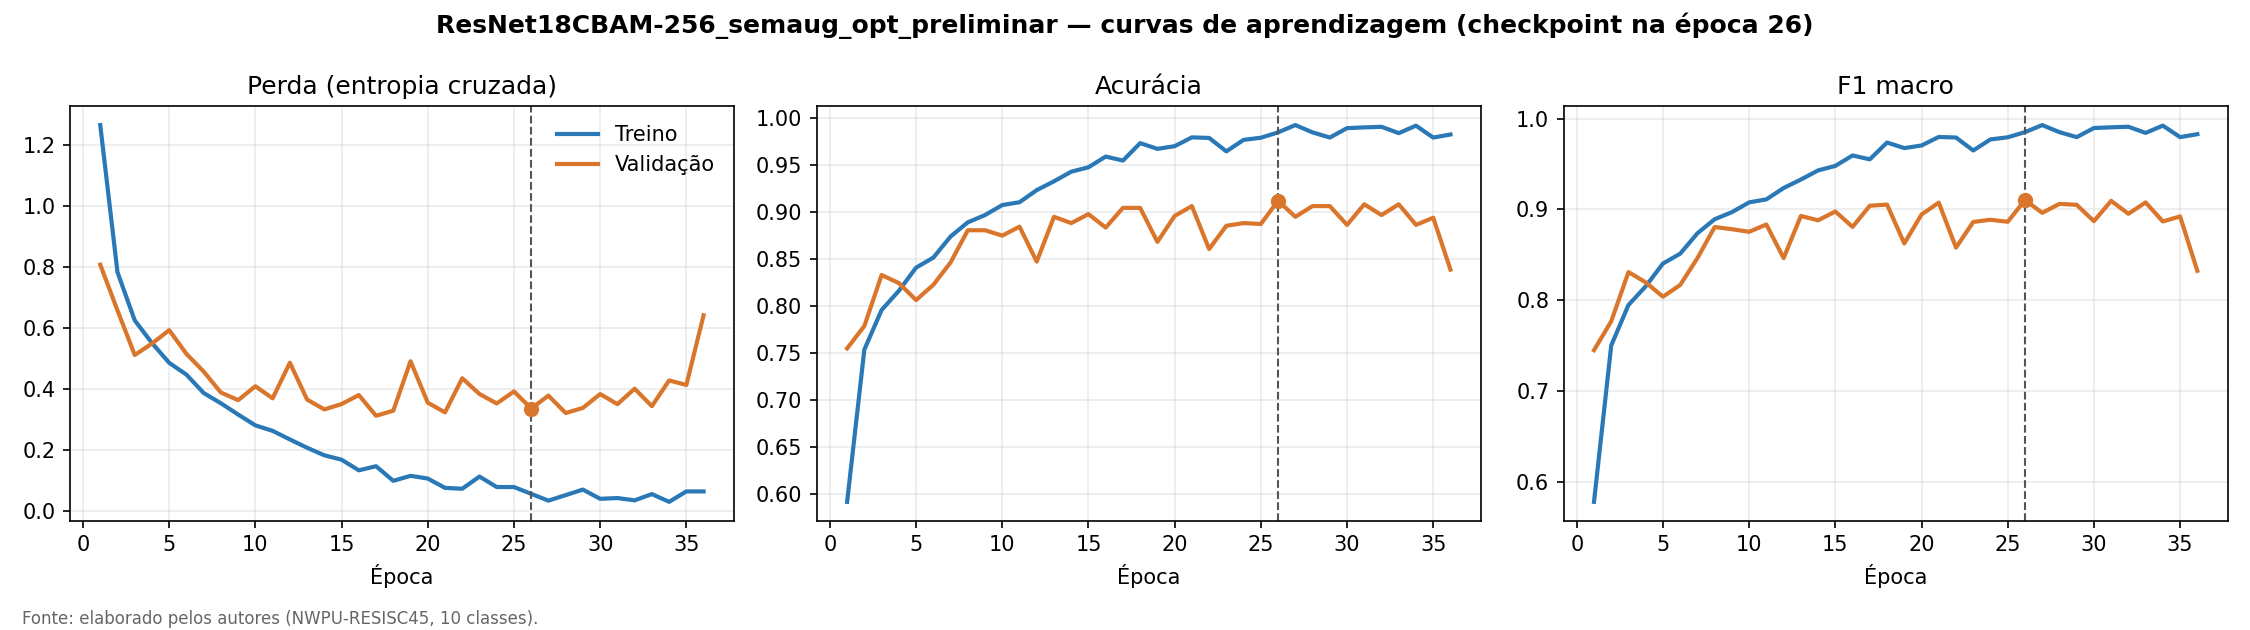 ResNet18CBAM-256_semaug_opt_preliminar — curvas de aprendizagem (checkpoint na época 26)
Perda (entropia cruzada)
1.2
1.0
0.8
0.6
0.4
0.2
0.0
Treino
Validação
0 5 10 15 20 25 30 35
Época
Acurácia
1.00
0.95
0.90
0.85
0.80
0.75
0.70
0.65
0.60
0 5 10 15 20 25 30 35
Época
F1 macro
1.0
0.9
0.8
0.7
0.6
0 5 10 15 20 25 30 35
Época
Fonte: elaborado pelos autores (NWPU-RESISC45, 10 classes).